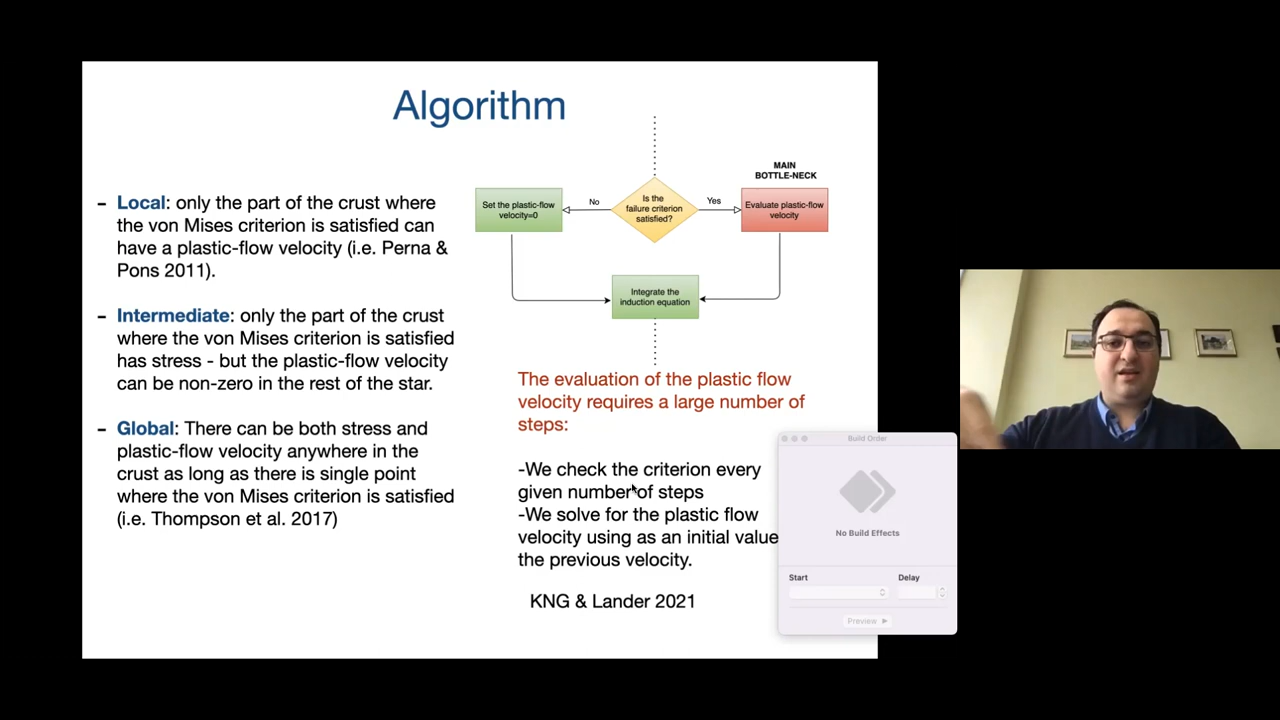 Algorithm
- Local: only the part of the crust where
the von Mises criterion is satisfied can
have a plastic-flow velocity (i.e. Perna &
Pons 2011).
- Intermediate: only the part of the crust
where the von Mises criterion is satisfied
has stress - but the plastic-flow velocity
can be non-zero in the rest of the star.
- Global: There can be both stress and
plastic-flow velocity anywhere in the
crust as long as there is single point
where the von Mises criterion is satisfied
(i.e. Thompson et al. 2017)
MAIN
BOTTLE-NECK
Set the plastic-flow
velocity=0
No
Is the
failure criterion
satisfied?
Yes
Evaluate plastic-flow
velocity
Integrate the
induction equation
The evaluation of the plastic flow
velocity requires a large number of
steps:
-We check the criterion every
given number of steps
-We solve for the plastic flow
velocity using as an initial value
the previous velocity.
KNG & Lander 2021
Build Order
No Build Effects
Start
Delay
Preview